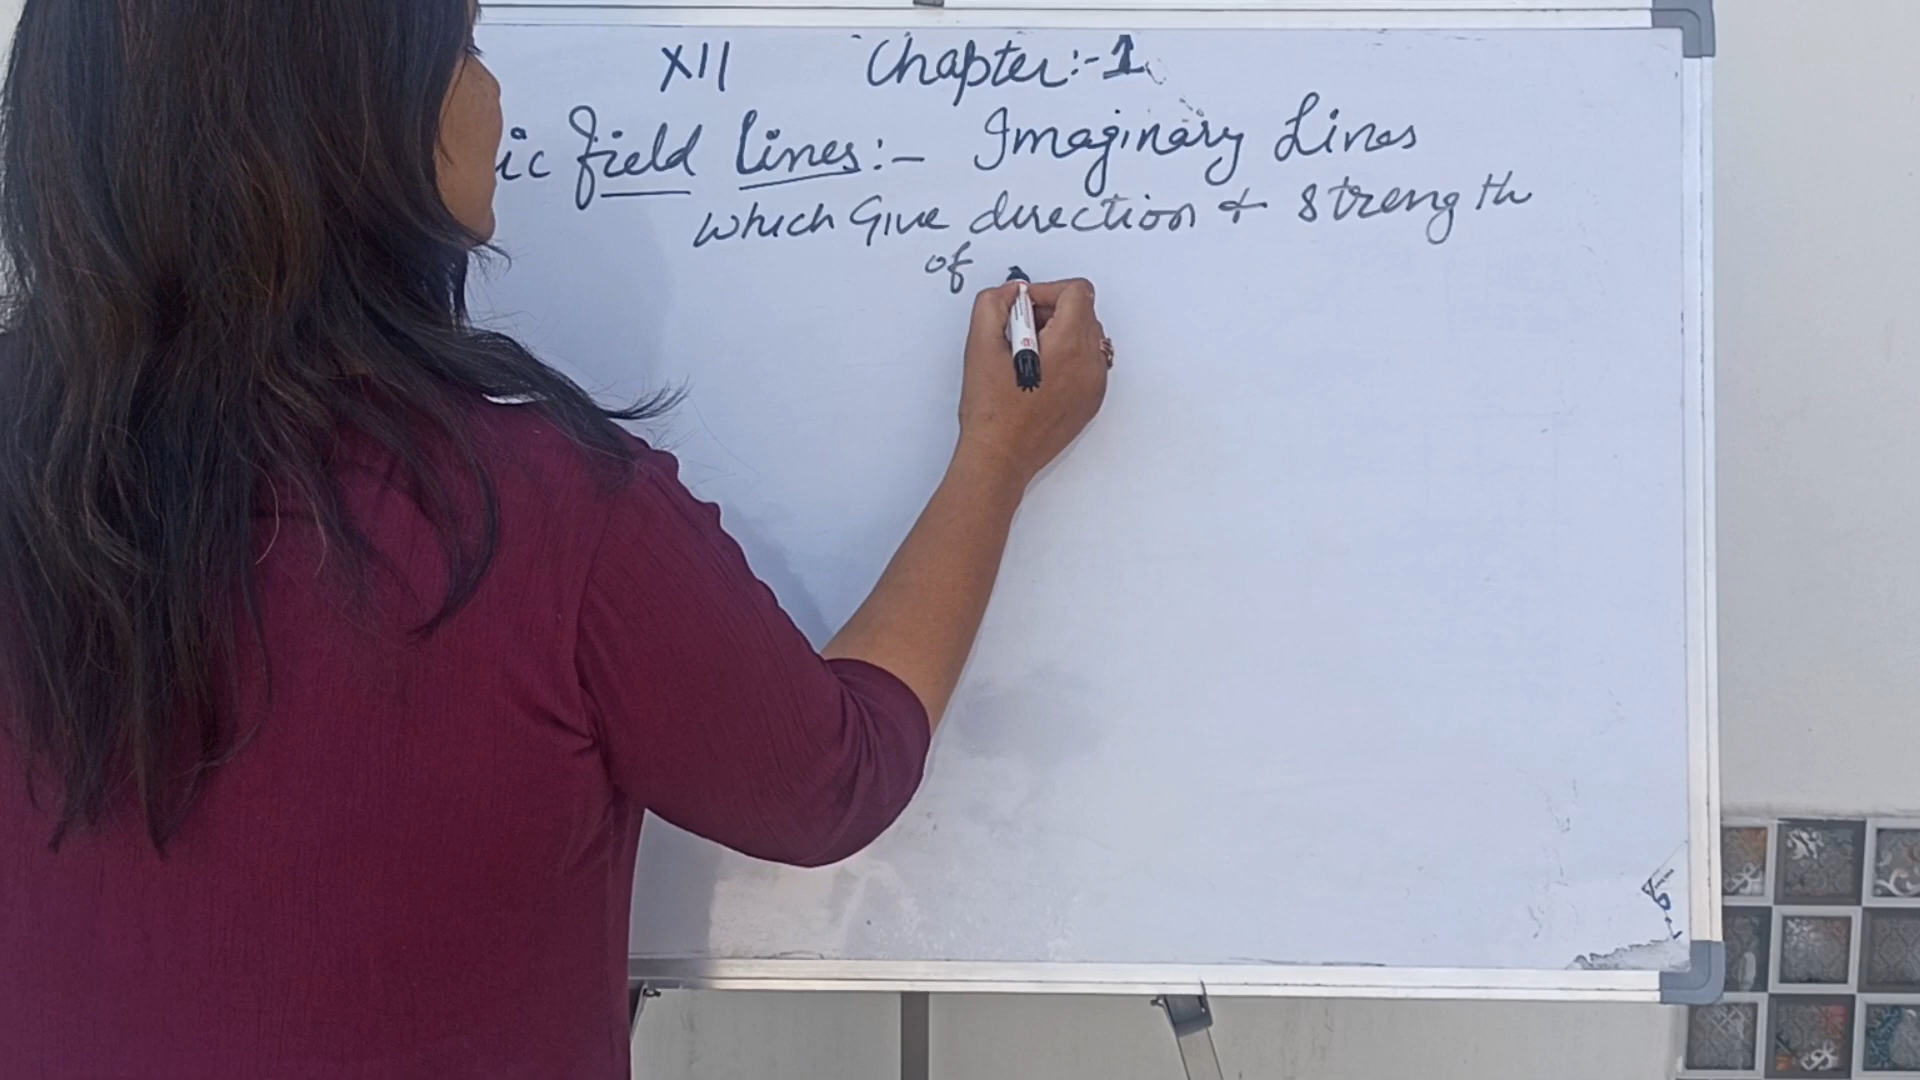 XII Chapter:-1
ic field lines:- Imaginary Lines
which Give direction & strength
of